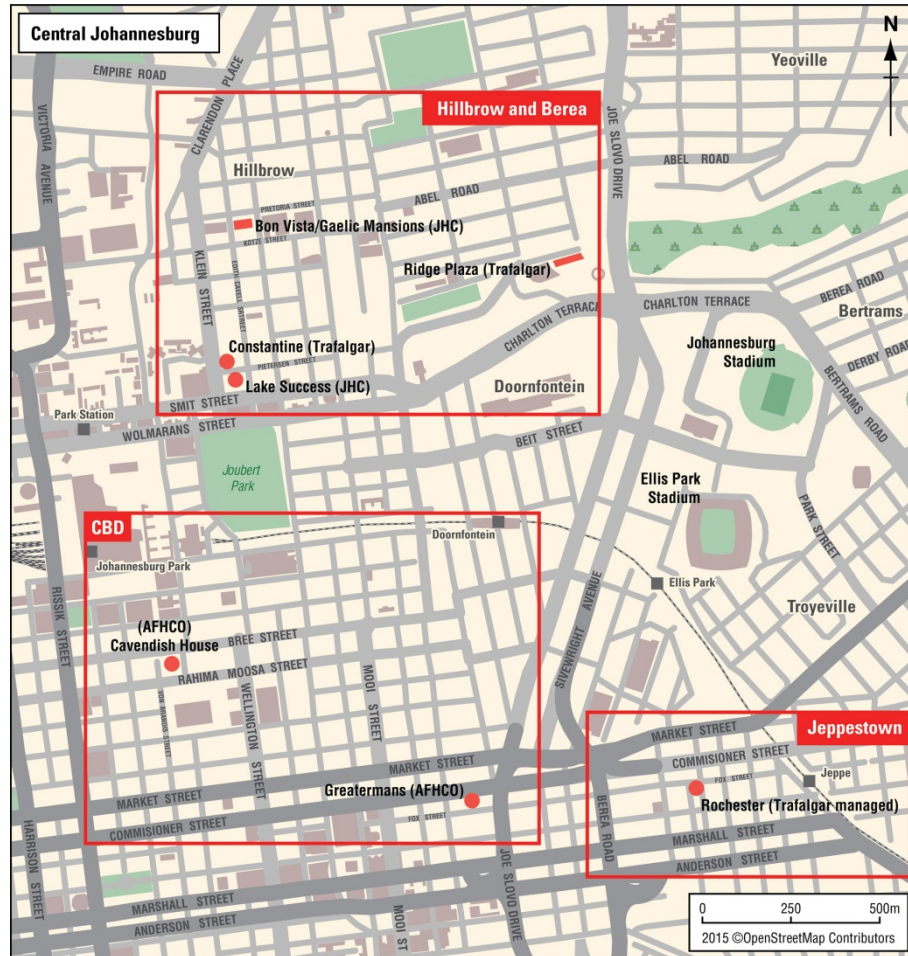 Central Johannesburg
N
EMPIRE ROAD
CLARENDON PLACE
VICTORIA AVENUE
Yeoville
Hillbrow and Berea
JOE SLOVO DRIVE
Hillbrow
ABEL ROAD
ABEL ROAD
PRETORIA STREET
Bon Vista/Gaelic Mansions (JHC)
KOTZE STREET
KLEIN STREET
EDITH CAVELL STREET
Ridge Plaza (Trafalgar)
BEREA ROAD
Bertrams
CHARLTON TERRACE
CHARLTON TERRACE
DERBY ROAD
Constantine (Trafalgar)
PIETERSEN STREET
Lake Success (JHC)
Johannesburg
Stadium
BERTRAMS ROAD
Doornfontein
SMIT STREET
Park Station
WOLMARANS STREET
BEIT STREET
Joubert
Park
Ellis Park
Stadium
PARK STREET
CBD
Doornfontein
Johannesburg Park
Ellis Park
RISSIK STREET
SIVEWRIGHT AVENUE
Troyeville
(AFHCO)
Cavendish House
BREE STREET
RAHIMA MOOSA STREET
MOOI STREET
VON BRANDIS STREET
WELLINGTON STREET
Jeppestown
MARKET STREET
COMMISIONER STREET
FOX STREET
Jeppe
MARKET STREET
MARKET STREET
Greatermans (AFHCO)
Rochester (Trafalgar managed)
COMMISIONER STREET
FOX STREET
BEREA ROAD
MARSHALL STREET
ANDERSON STREET
HARRISON STREET
JOE SLOVO DRIVE
MARSHALL STREET
ANDERSON STREET
MOOI ST
0 250 500m
2015 ©OpenStreetMap Contributors